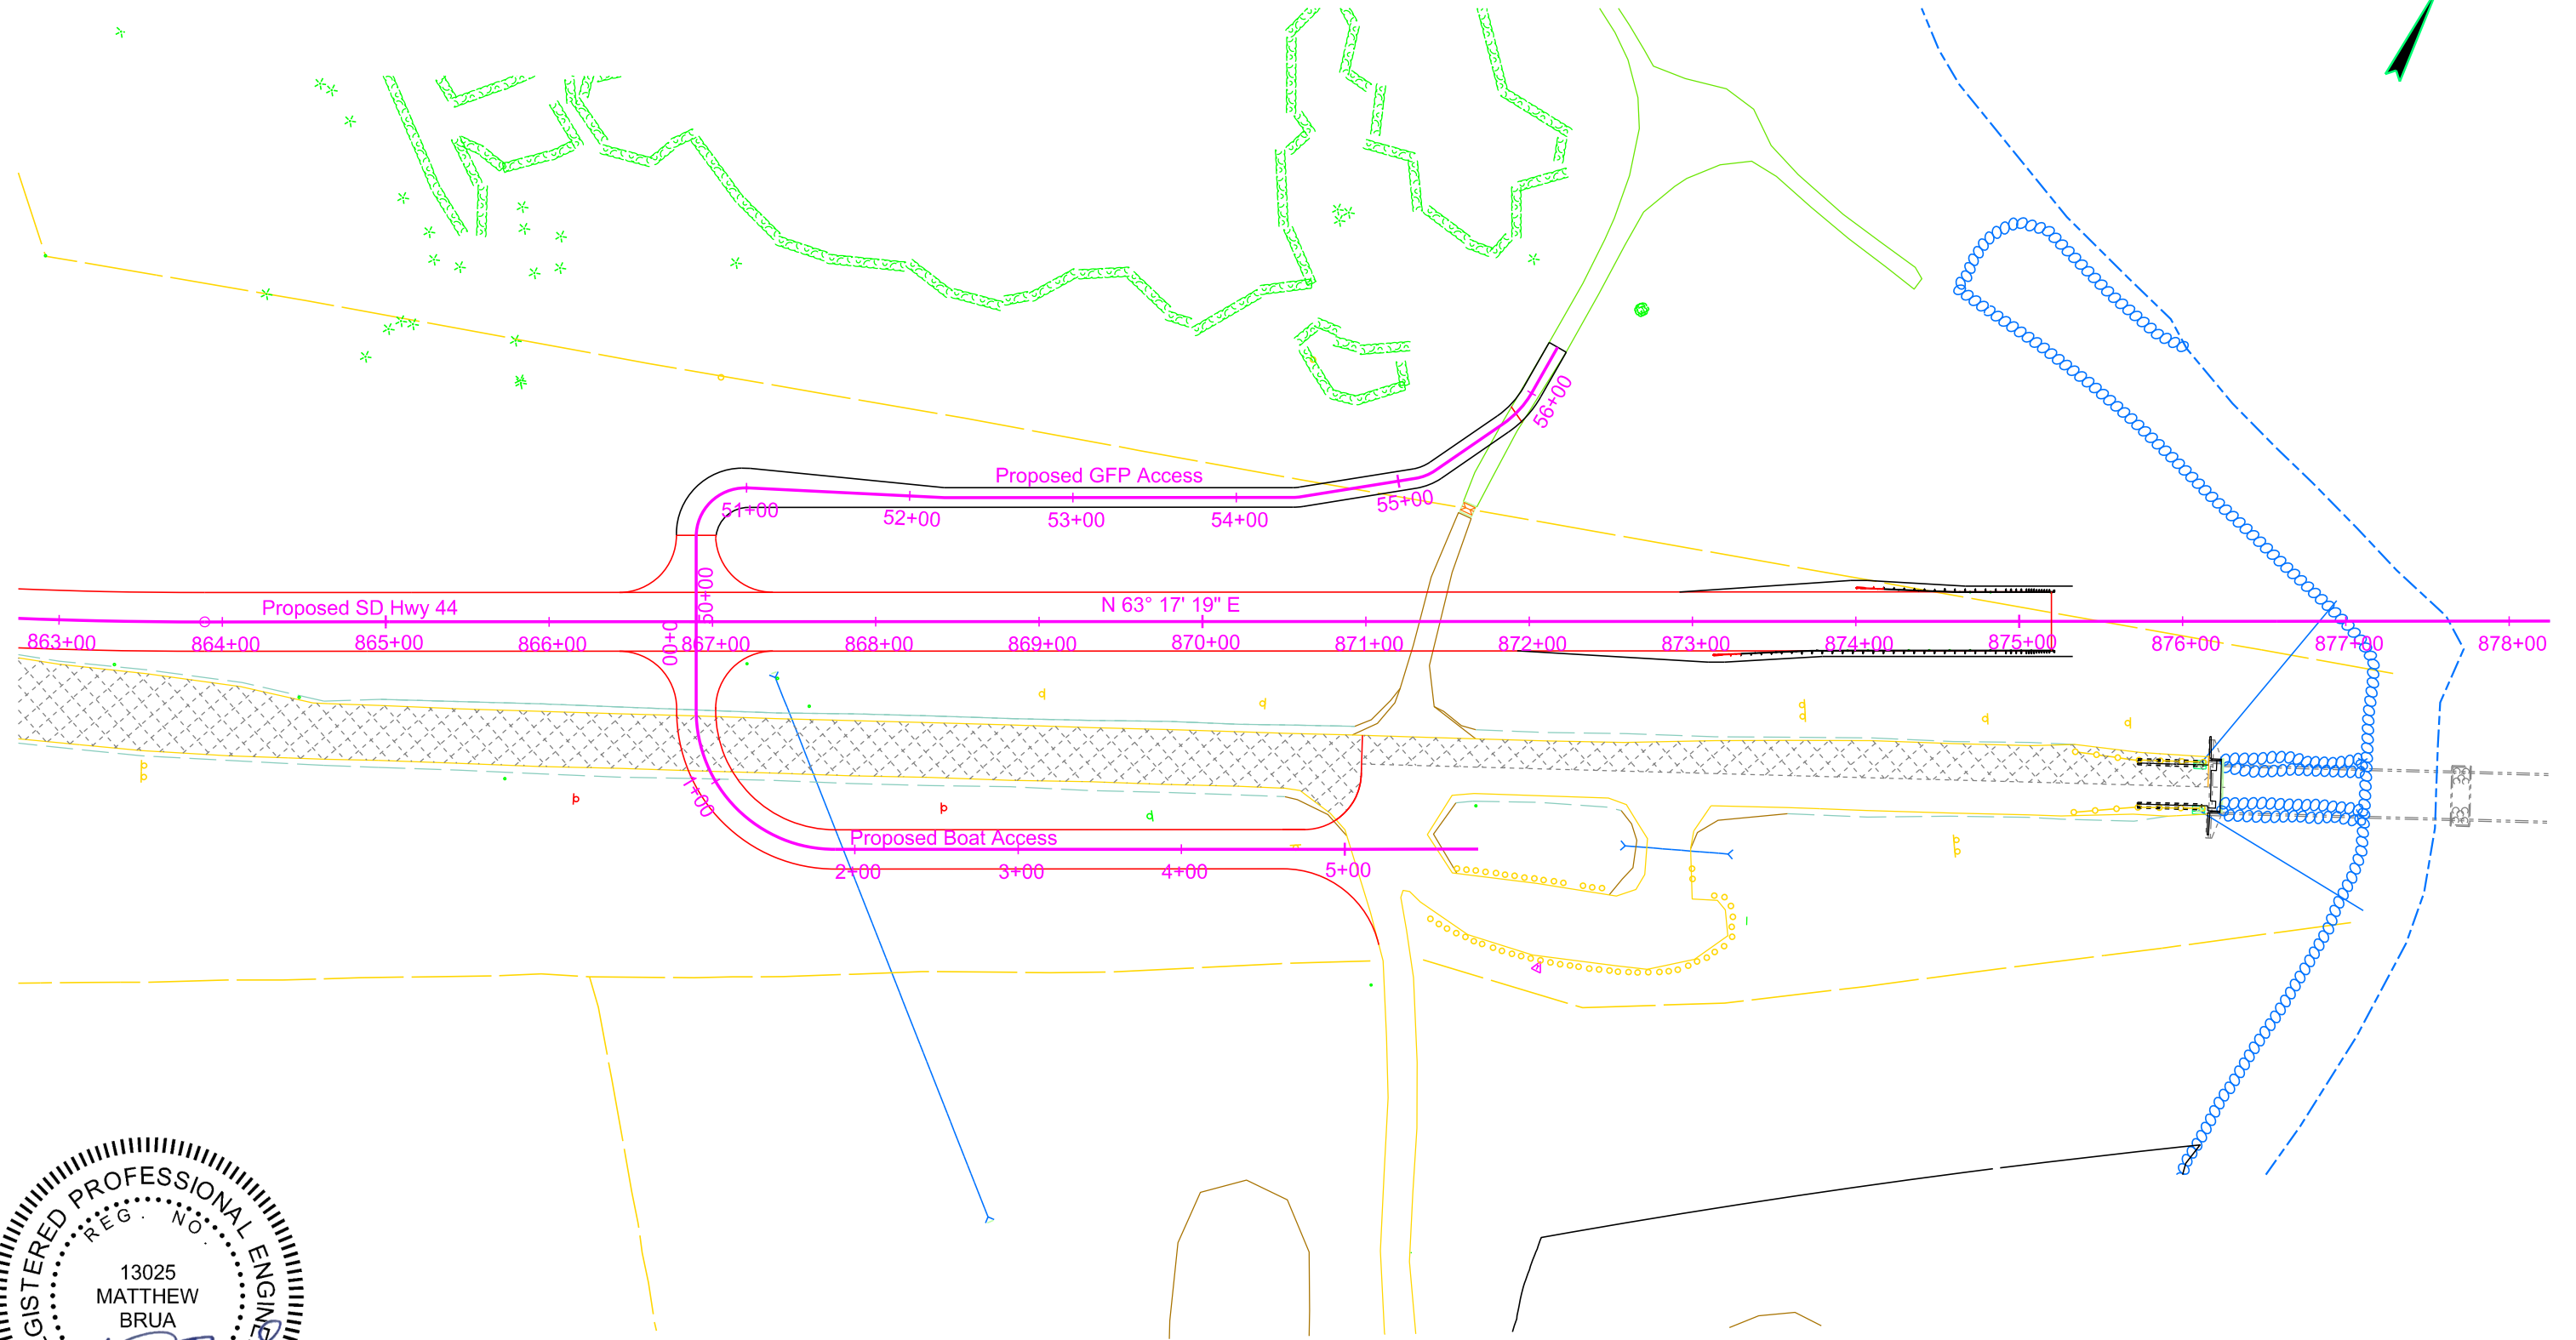 Proposed GFP Access
51+00 52+00 53+00 54+00 55+00 56+00
50+00
Proposed SD Hwy 44
N 63° 17' 19" E
863+00 864+00 865+00 866+00 867+00 868+00 869+00 870+00 871+00 872+00 873+00 874+00 875+00 876+00 877+00 878+00
0+00
1+00
Proposed Boat Access
2+00 3+00 4+00 5+00
GISTERED PROFESSIONAL ENGINE
REG. NO.
13025
MATTHEW
BRUA